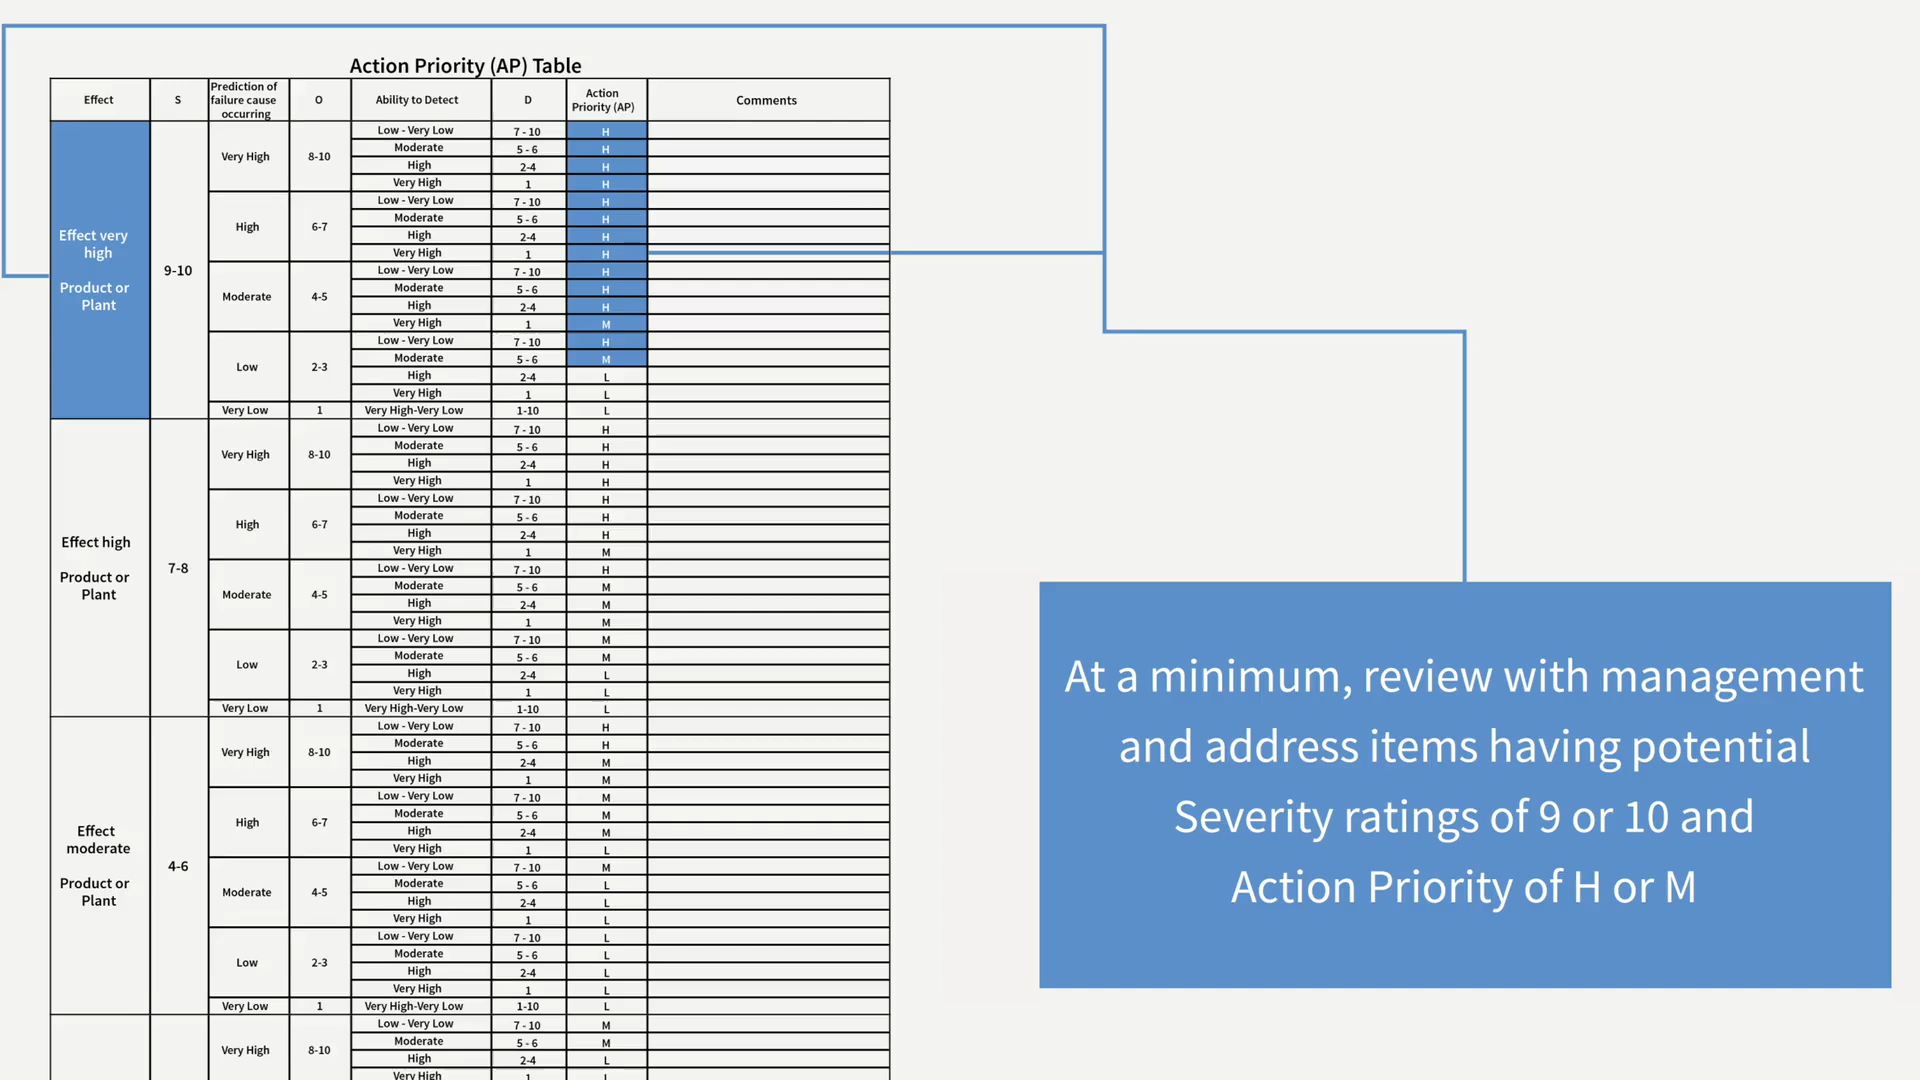 Action Priority (AP) Table
Effect S Prediction of failure cause occurring O Ability to Detect D Action Priority (AP) Comments
Effect very high Product or Plant 9-10 Very High 8-10 Low - Very Low 7 - 10 H
Moderate 5 - 6 H
High 2-4 H
Very High 1 H
High 6-7 Low - Very Low 7 - 10 H
Moderate 5 - 6 H
High 2-4 H
Very High 1 H
Moderate 4-5 Low - Very Low 7 - 10 H
Moderate 5 - 6 H
High 2-4 H
Very High 1 M
Low 2-3 Low - Very Low 7 - 10 H
Moderate 5 - 6 M
High 2-4 L
Very High 1 L
Very Low 1 Very High-Very Low 1-10 L
Effect high Product or Plant 7-8 Very High 8-10 Low - Very Low 7 - 10 H
Moderate 5 - 6 H
High 2-4 H
Very High 1 H
High 6-7 Low - Very Low 7 - 10 H
Moderate 5 - 6 H
High 2-4 H
Very High 1 M
Moderate 4-5 Low - Very Low 7 - 10 H
Moderate 5 - 6 M
High 2-4 M
Very High 1 M
Low 2-3 Low - Very Low 7 - 10 M
Moderate 5 - 6 M
High 2-4 L
Very High 1 L
Very Low 1 Very High-Very Low 1-10 L
Effect moderate Product or Plant 4-6 Very High 8-10 Low - Very Low 7 - 10 H
Moderate 5 - 6 H
High 2-4 M
Very High 1 M
High 6-7 Low - Very Low 7 - 10 M
Moderate 5 - 6 M
High 2-4 M
Very High 1 L
Moderate 4-5 Low - Very Low 7 - 10 M
Moderate 5 - 6 L
High 2-4 L
Very High 1 L
Low 2-3 Low - Very Low 7 - 10 L
Moderate 5 - 6 L
High 2-4 L
Very High 1 L
Very Low 1 Very High-Very Low 1-10 L
Very High 8-10 Low - Very Low 7 - 10 M
Moderate 5 - 6 M
High 2-4 L
Very High 1 L
At a minimum, review with management
and address items having potential
Severity ratings of 9 or 10 and
Action Priority of H or M